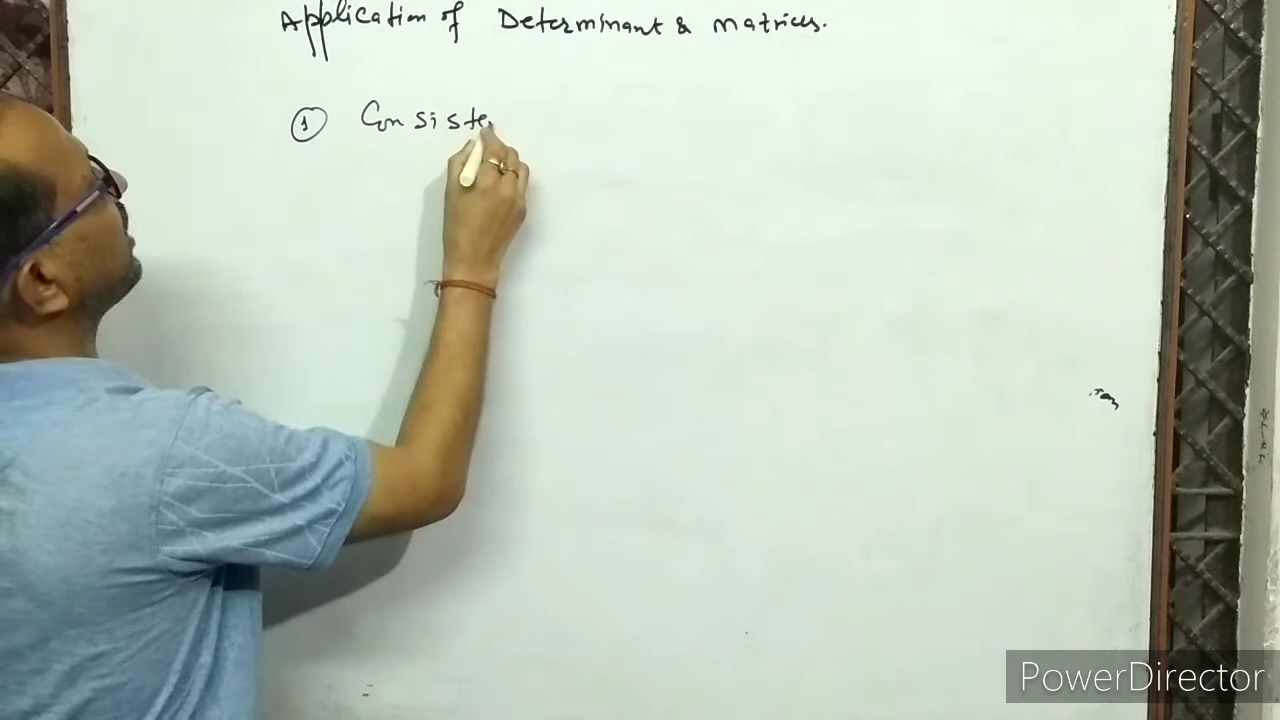 Application of Determinant & matrices.
① Consiste
PowerDirector